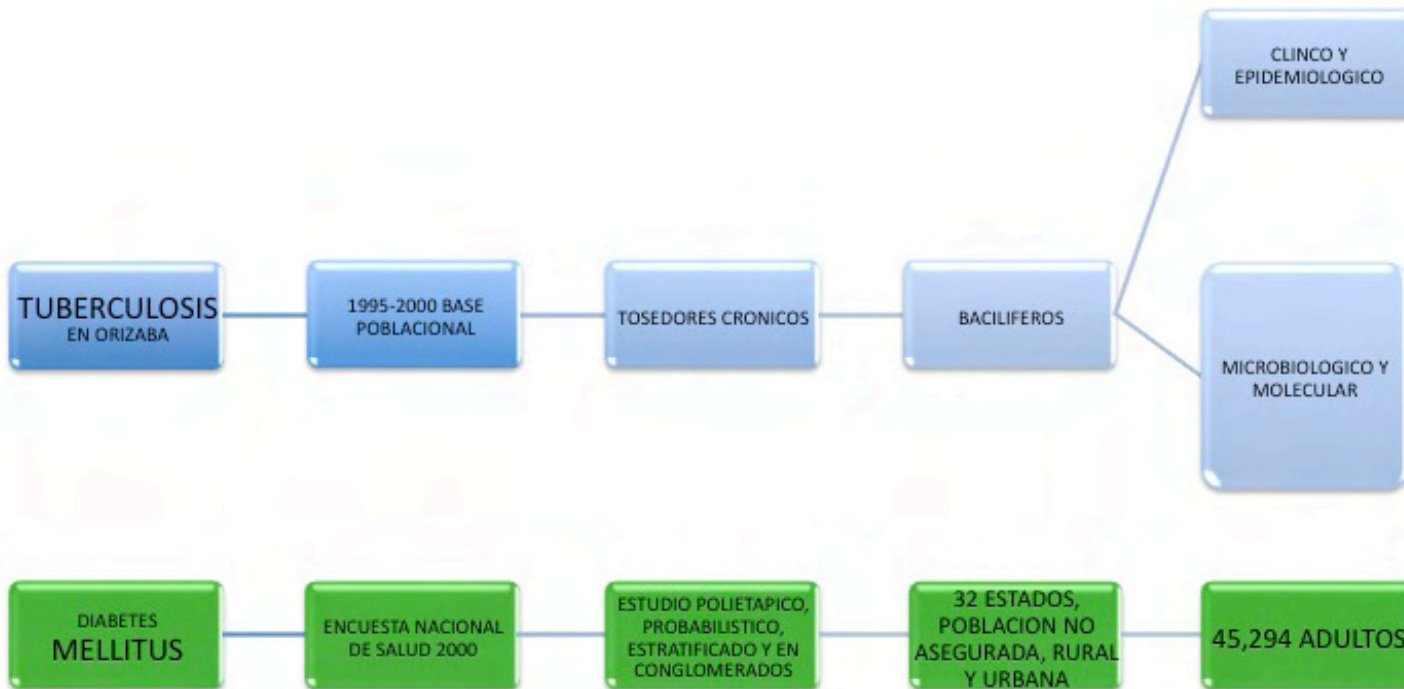 CLINCO Y
EPIDEMIOLOGICO
TUBERCULOSIS
EN ORIZABA
1995-2000 BASE
POBLACIONAL
TOSEDORES CRONICOS
BACILIFEROS
MICROBIOLOGICO Y
MOLECULAR
DIABETES
MELLITUS
ENCUESTA NACIONAL
DE SALUD 2000
ESTUDIO POLIETAPICO,
PROBABILISTICO,
ESTRATIFICADO Y EN
CONGLOMERADOS
32 ESTADOS,
POBLACION NO
ASEGURADA, RURAL
Y URBANA
45,294 ADULTOS